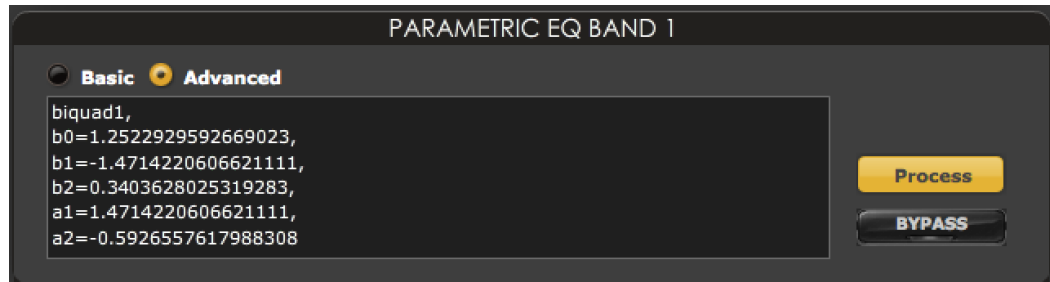 PARAMETRIC EQ BAND 1
Basic Advanced
biquad1,
b0=1.2522929592669023,
b1=-1.4714220606621111,
b2=0.3403628025319283,
a1=1.4714220606621111,
a2=-0.5926557617988308
Process
BYPASS